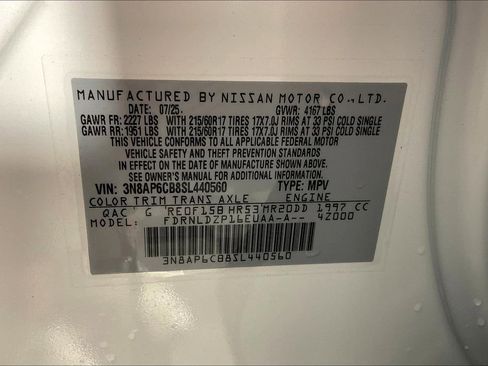 MANUFACTURED BY NISSAN MOTOR CO.,LTD.
DATE: 07/25. GVWR: 4167 LBS
GAWR FR: 2227 LBS WITH 215/60R17 TIRES 17X7.0J RIMS AT 33 PSI COLD SINGLE
GAWR RR: 1951 LBS WITH 215/60R17 TIRES 17X7.0J RIMS AT 33 PSI COLD SINGLE
THIS VEHICLE CONFORMS TO ALL APPLICABLE FEDERAL MOTOR
VEHICLE SAFETY AND THEFT PREVENTION STANDARDS
IN EFFECT ON THE DATE OF MANUFACTURE SHOWN ABOVE.
SEE OWNER'S MANUAL FOR ADDITIONAL INFORMATION.
VIN: 3N8AP6CB8SL440560 TYPE: MPV
COLOR TRIM TRANS AXLE ENGINE
QAC G RE0F15B HR53 MR20DD 1997 CC
MODEL: FDRNLDZP16EUAA-A-- 4Z000
3N8AP6CB8SL440560